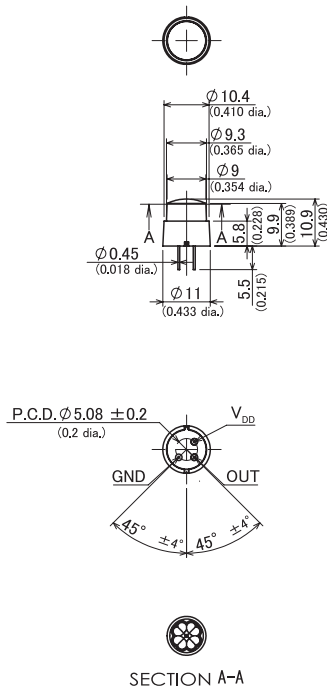 Ø10.4
(0.410 dia.)
Ø9.3
(0.365 dia.)
Ø9
(0.354 dia.)
A A
5.8
(0.228)
9.9
(0.389)
10.9
(0.430)
Ø0.45
(0.018 dia.)
5.5
(0.215)
Ø11
(0.433 dia.)
P.C.D.Ø5.08 ±0.2
(0.2 dia.)
VDD
GND OUT
45° ±4° 45° ±4°
SECTION A-A